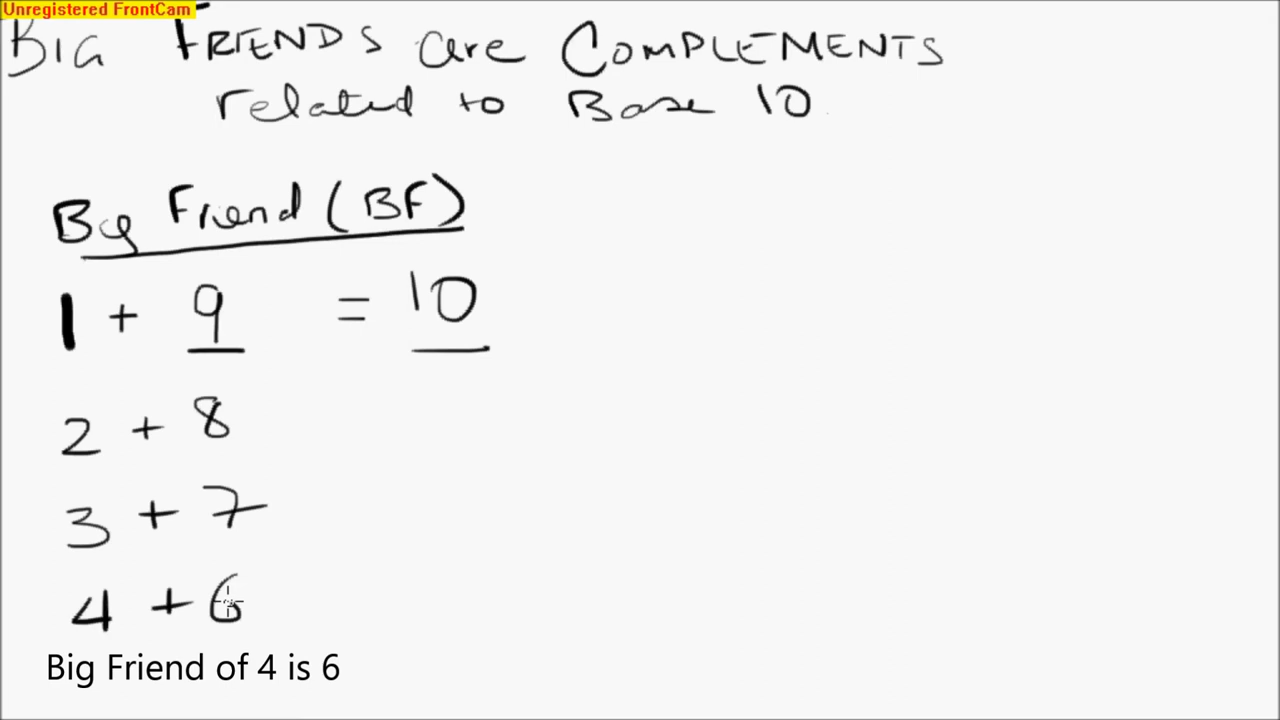 Unregistered FrontCam
BIG FRIENDS are COMPLEMENTS
related to Base 10
Big Friend (BF)
1 + 9 = 10
2 + 8
3 + 7
4 + 6
Big Friend of 4 is 6